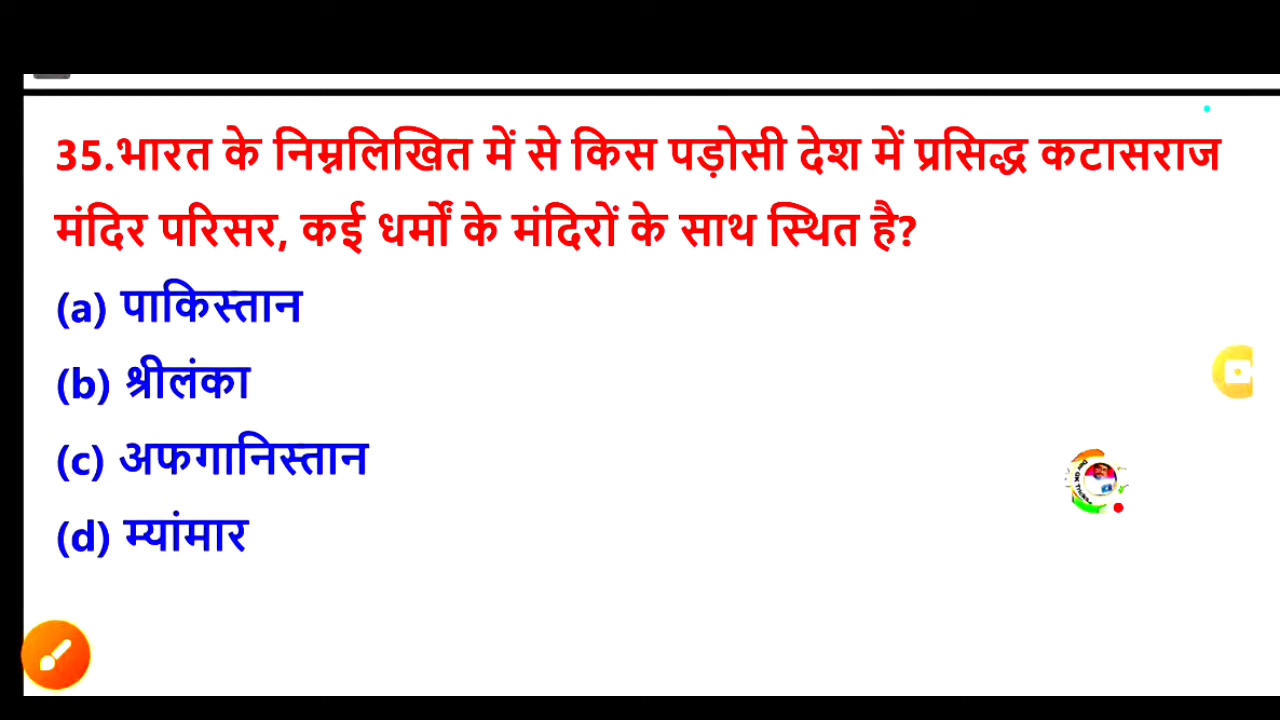 35.भारत के निम्नलिखित में से किस पड़ोसी देश में प्रसिद्ध कटासराज
मंदिर परिसर, कई धर्मों के मंदिरों के साथ स्थित है?
(a) पाकिस्तान
(b) श्रीलंका
(c) अफगानिस्तान
(d) म्यांमार